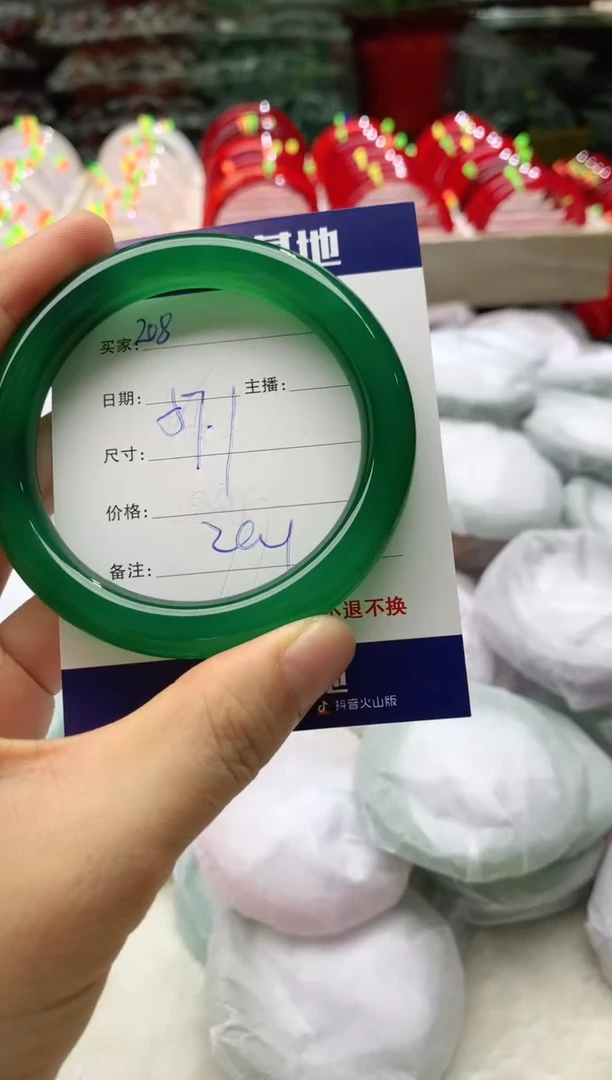 基地
买家: 208
日期: 主播:
57.1
尺寸:
价格:
备注:
不退不换
地
抖音火山版